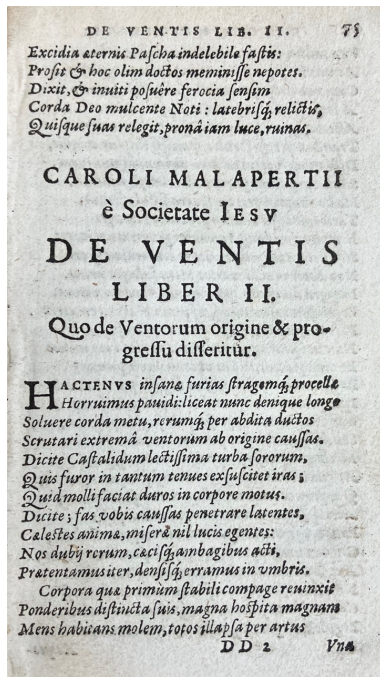 DE VENTIS LIB. II. 75
Excidia æternis Pascha indelebile fastis:
Prosit & hoc olim doctos meminisse nepotes.
Dixit, & inuiti posuêre ferocia sensim
Corda Deo mulcente Noti: latebrisq́; relictis,
Quisque suas relegit, pronâ iam luce, ruinas.
CAROLI MALAPERTII
è Societate IESV
DE VENTIS
LIBER II.
Quo de Ventorum origine & pro-
gressu disseritur.
HACTENVS insanæ furias stragemq́; procellæ
Horruimus pauidi: liceat nunc denique longo
Soluere corda metu, rerumq́; per abdita ductos
Scrutari extremâ ventorum ab origine caussas.
Dicite Castalidum lectissima turba sororum,
Quis furor in tantum tenues exsuscitet iras;
Quid molli faciat duros in corpore motus.
Dicite; fas vobis caussas penetrare latentes,
Cælestes animæ, miseræ nil lucis egentes:
Nos dubij rerum, cæcisq́; ambagibus acti,
Prætentamus iter, densisq́; erramus in vmbris.
Corpora quæ primùm stabili compage reuinxit
Ponderibus distincta suis, magna hospita magnam
Mens habitans molem, totos illapsa per artus
DD 2 Vna